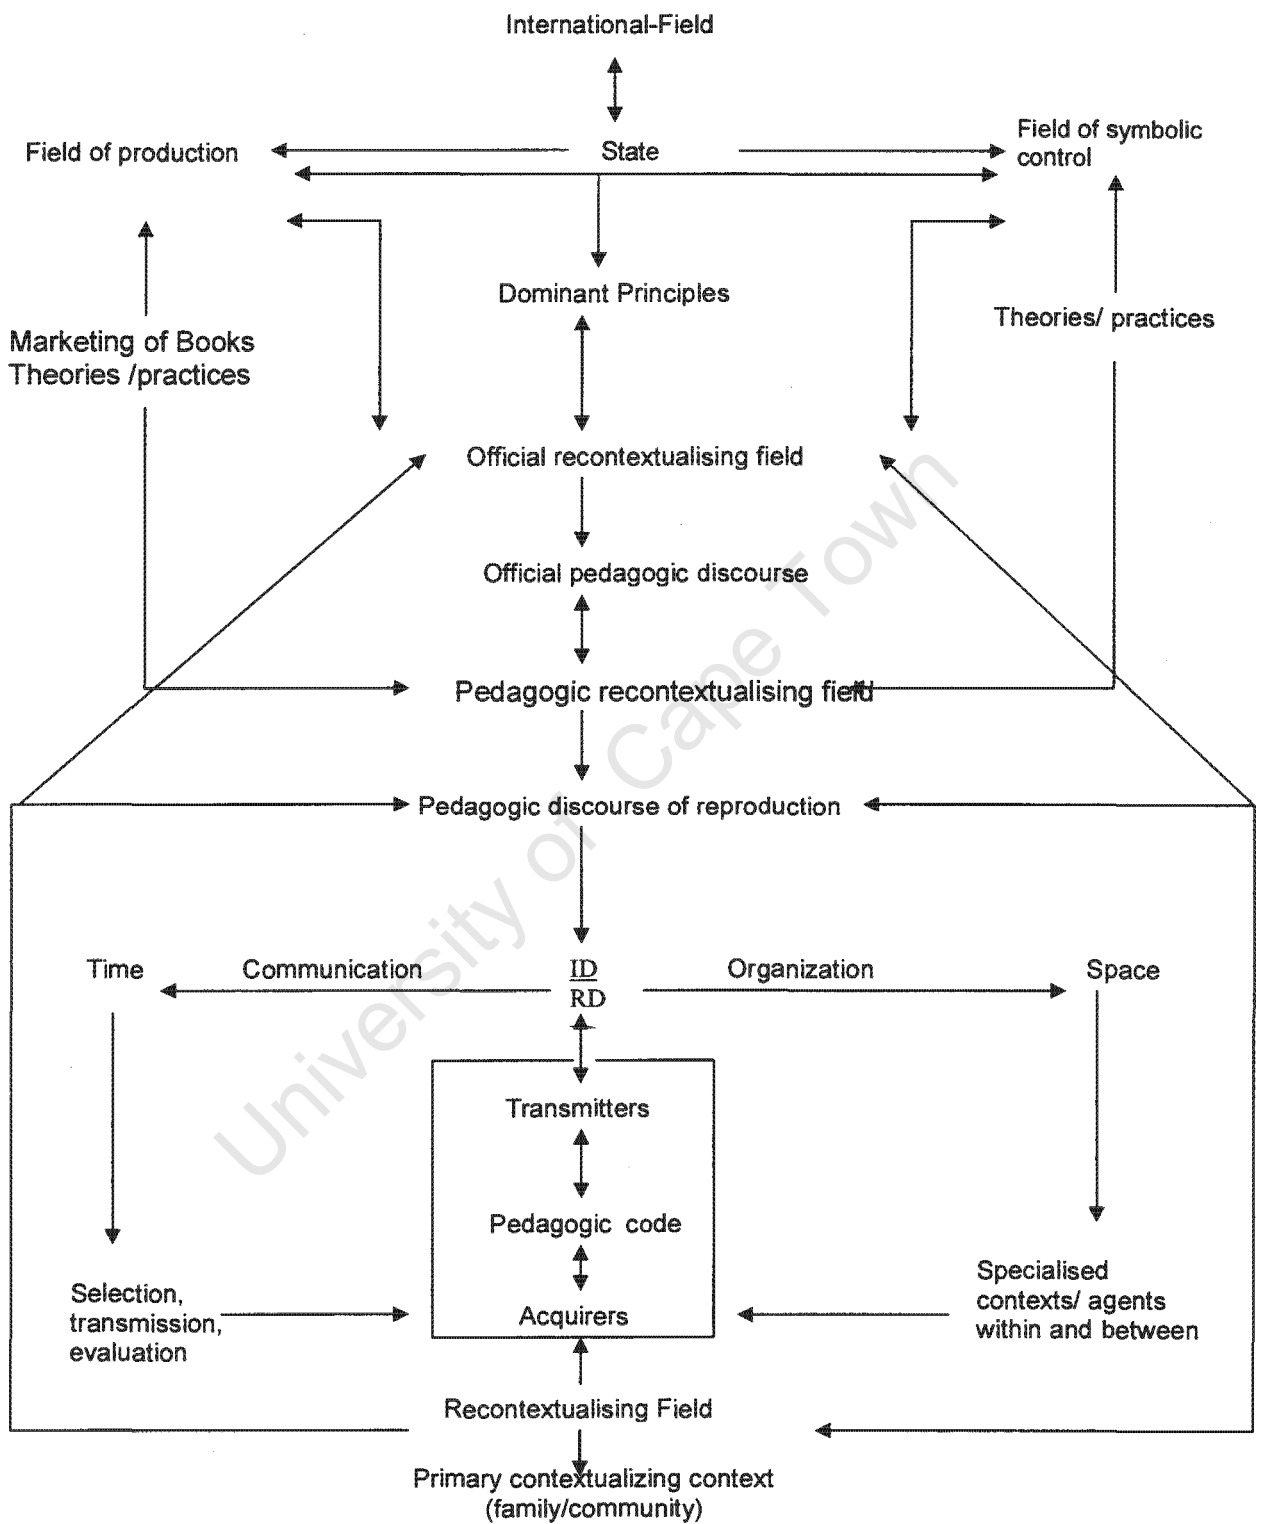 International-Field
Field of production
State
Field of symbolic
control
Dominant Principles
Theories/ practices
Marketing of Books
Theories /practices
Official recontextualising field
Official pedagogic discourse
Pedagogic recontextualising field
Pedagogic discourse of reproduction
Time
Communication
ID
RD
Organization
Space
Transmitters
Pedagogic code
Selection,
transmission,
evaluation
Acquirers
Specialised
contexts/ agents
within and between
Recontextualising Field
Primary contextualizing context
(family/community)
University of Cape Town